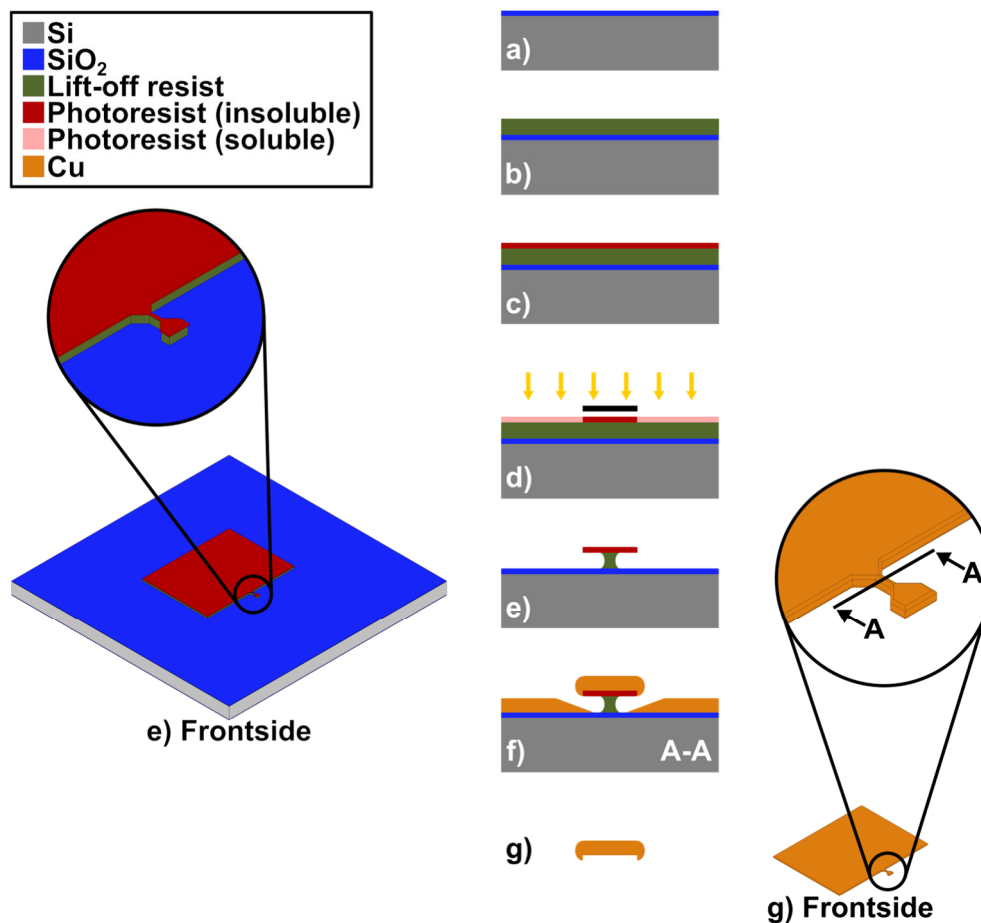 Si
SiO₂
Lift-off resist
Photoresist (insoluble)
Photoresist (soluble)
Cu
a)
b)
c)
d)
e)
f)
A-A
g)
e) Frontside
A
A
g) Frontside